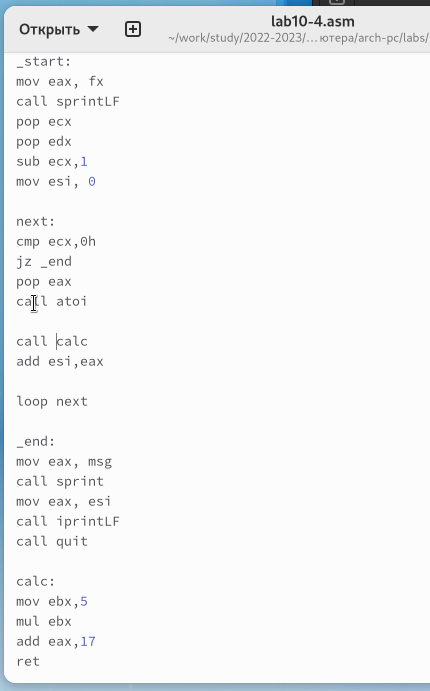 Открыть
lab10-4.asm
~/work/study/2022-2023/... ютера/arch-pc/labs/
_start:
mov eax, fx
call sprintLF
pop ecx
pop edx
sub ecx,1
mov esi, 0
next:
cmp ecx,0h
jz _end
pop eax
call atoi
call calc
add esi,eax
loop next
_end:
mov eax, msg
call sprint
mov eax, esi
call iprintLF
call quit
calc:
mov ebx,5
mul ebx
add eax,17
ret